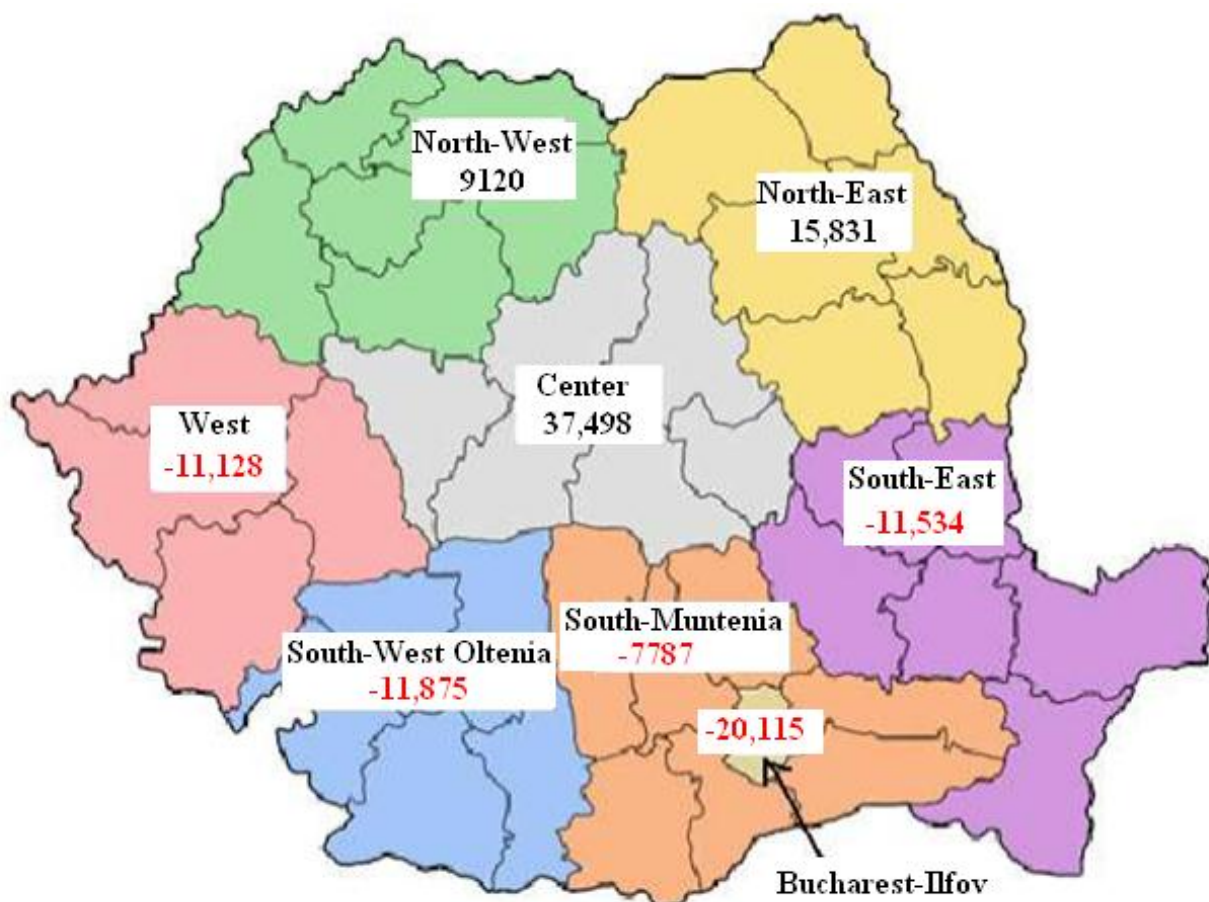 North-West
9120
North-East
15,831
Center
37,498
West
-11,128
South-East
-11,534
South-Muntenia
-7787
South-West Oltenia
-11,875
-20,115
Bucharest-Ilfov